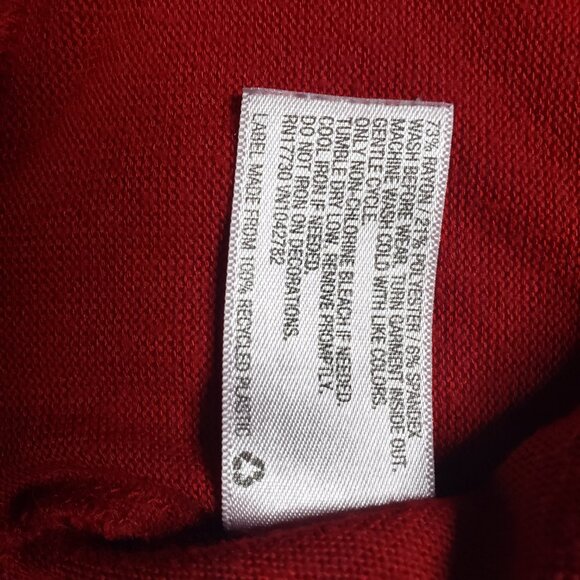 73% RAYON / 21% POLYESTER / 6% SPANDEX
WASH BEFORE WEAR. TURN GARMENT INSIDE OUT.
MACHINE WASH COLD WITH LIKE COLORS.
GENTLE CYCLE.
ONLY NON-CHLORINE BLEACH IF NEEDED.
TUMBLE DRY LOW. REMOVE PROMPTLY.
COOL IRON IF NEEDED.
DO NOT IRON ON DECORATIONS.
RN17730 VN1042782
LABEL MADE FROM 100% RECYCLED PLASTIC